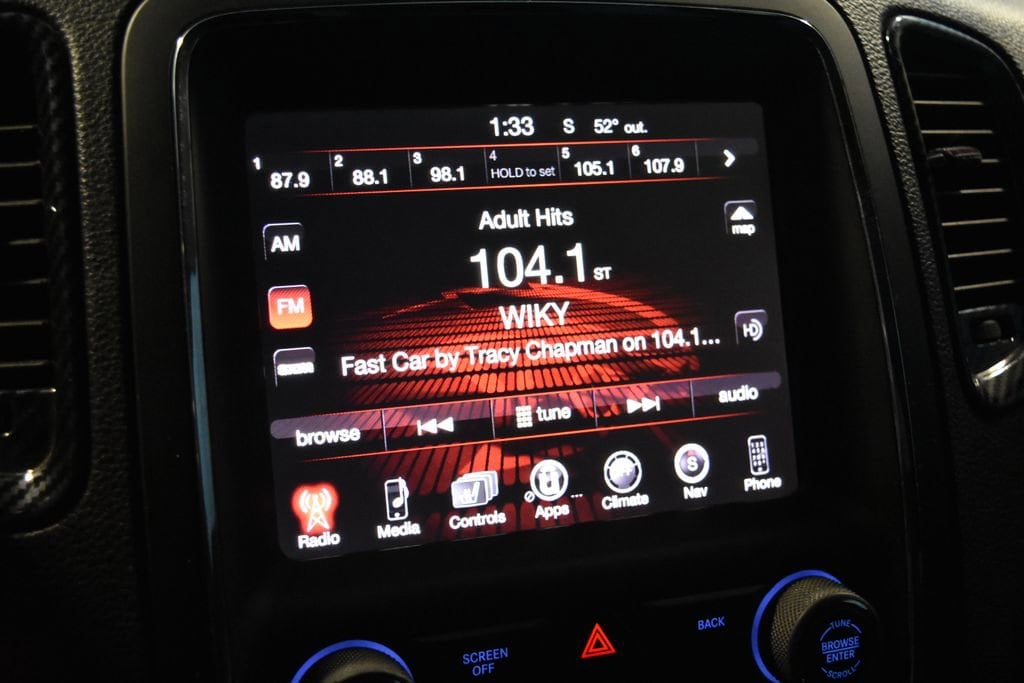 1:33 S 52° out.
1 87.9 2 88.1 3 98.1 4 HOLD to set 5 105.1 6 107.9
Adult Hits
map
AM
104.1 ST
FM
WIKY
HD
Fast Car by Tracy Chapman on 104.1...
browse tune audio
Radio Media Controls Apps Climate Nav Phone
S
SCREEN
OFF
BACK
TUNE
BROWSE
ENTER
SCROLL